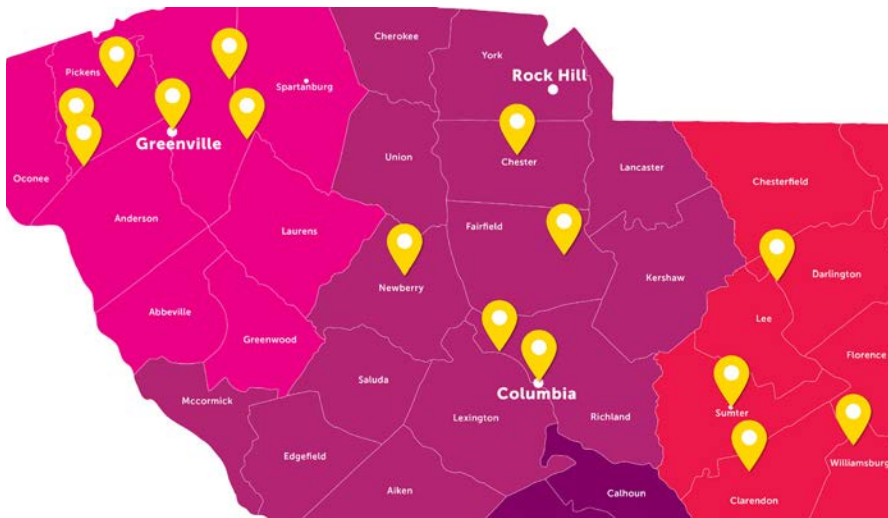 Cherokee
York
Pickens
Rock Hill
Spartanburg
Greenville
Union
Chester
Lancaster
Oconee
Chesterfield
Anderson
Laurens
Fairfield
Kershaw
Darlington
Newberry
Abbeville
Lee
Greenwood
Florence
Saluda
Columbia
Mccormick
Lexington
Richland
Sumter
Edgefield
Williamsburg
Aiken
Calhoun
Clarendon